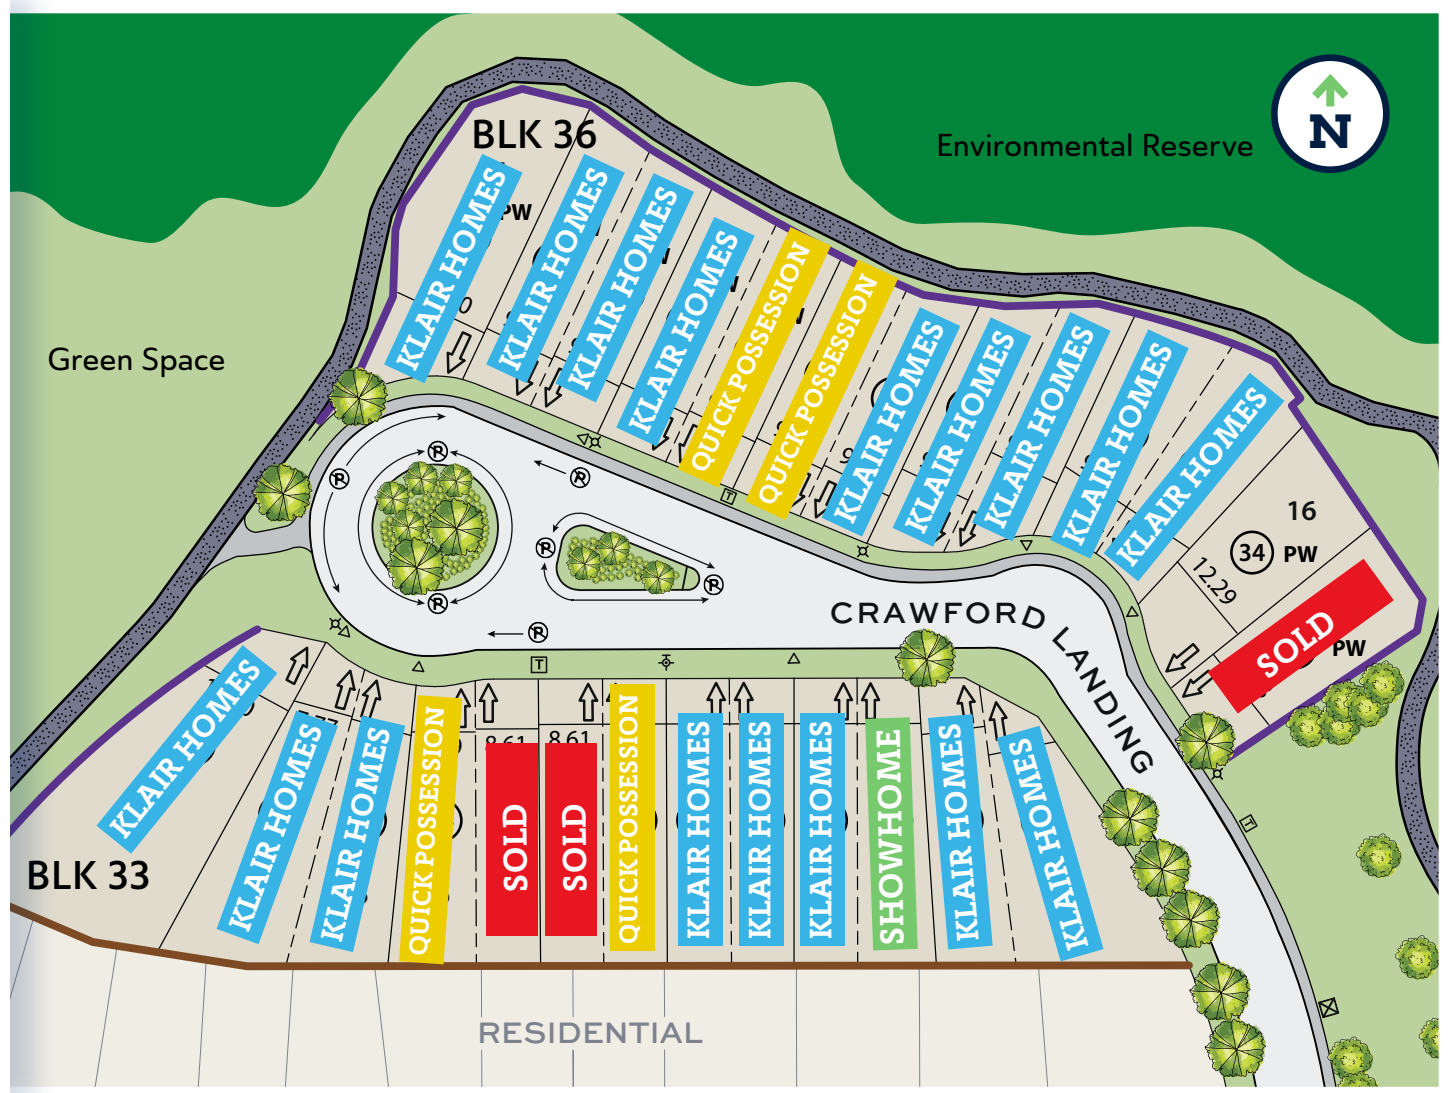 BLK 36
Environmental Reserve
N
Green Space
PW
KLAIR HOMES
KLAIR HOMES
KLAIR HOMES
KLAIR HOMES
QUICK POSSESSION
QUICK POSSESSION
KLAIR HOMES
KLAIR HOMES
KLAIR HOMES
KLAIR HOMES
KLAIR HOMES
16
34 PW
12.29
SOLD
PW
CRAWFORD LANDING
BLK 33
KLAIR HOMES
KLAIR HOMES
KLAIR HOMES
QUICK POSSESSION
8.61
SOLD
8.61
SOLD
QUICK POSSESSION
KLAIR HOMES
KLAIR HOMES
KLAIR HOMES
SHOWHOME
KLAIR HOMES
KLAIR HOMES
RESIDENTIAL